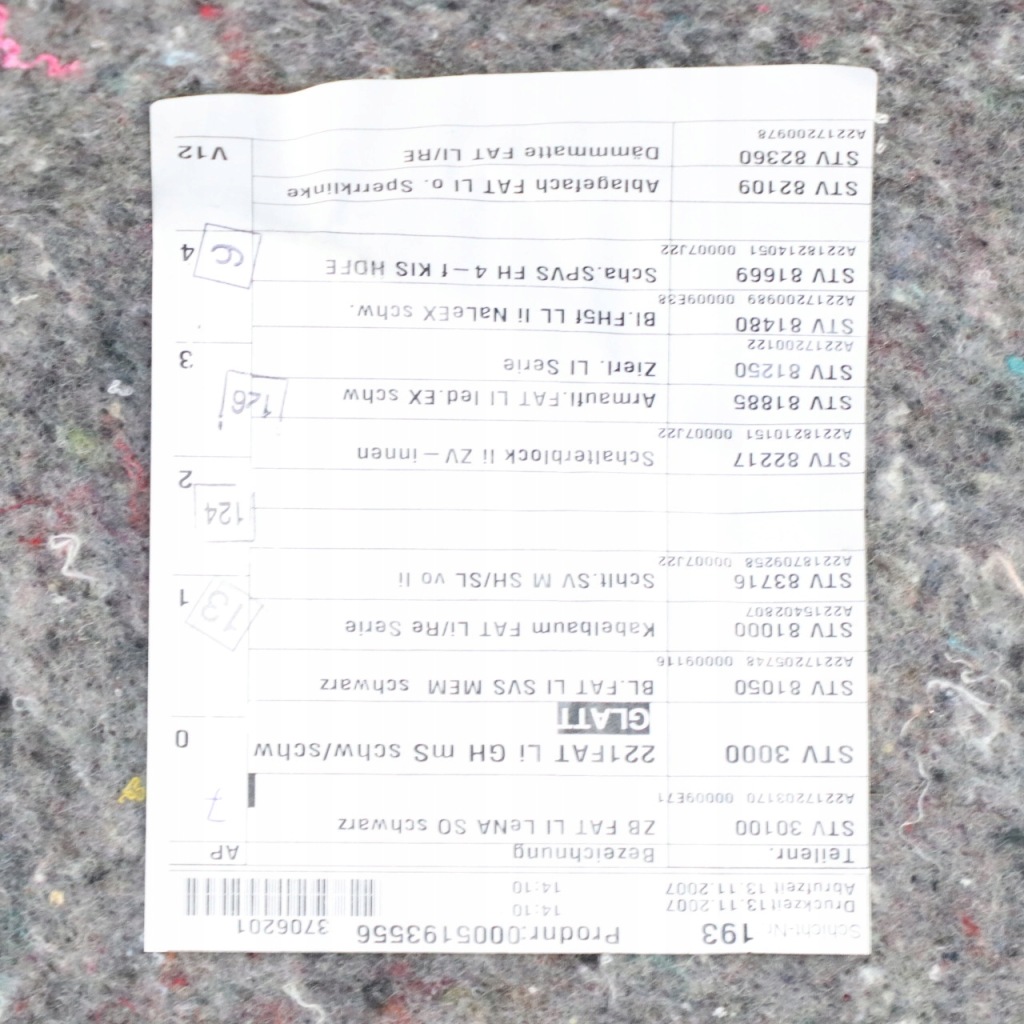 Schicht-Nr 193 Prodnr:0005193556 3706201
Druckzeit 13.11.2007 14:10
Abrufzeit 13.11.2007 14:10
Teilenr. Bezeichnung AP
STV 30100 ZB FAT LI LeNA SO schwarz
A2217203170 00009E71 7
STV 3000 221FAT Li GH mS schw/schw 0
GLATT
STV 81050 BL.FAT LI SVS MEM schwarz
A2217205748 00009116
STV 81000 Kabelbaum FAT Li/Re Serie
A2215402807 13
STV 83716 Schlt.SV M SH/SL vo li 1
A2218709258 00007J22
124
STV 82217 Schalterblock li ZV-innen 2
A2218210151 00007J22
STV 81885 Armaufl.FAT LI led.EX schw
STV 81250 Zierl. LI Serie 3
A2217200122
STV 81480 Bl.FH5f LL li NaLeEX schw.
A2217200989 00009E38
STV 81669 Scha.SPVS FH 4-f KIS HDFE 4
A2218214051 00007J22
STV 82109 Ablagefach FAT LI o. Sperrklinke
STV 82360 Dämmatte FAT LI/RE V12
A2217200978